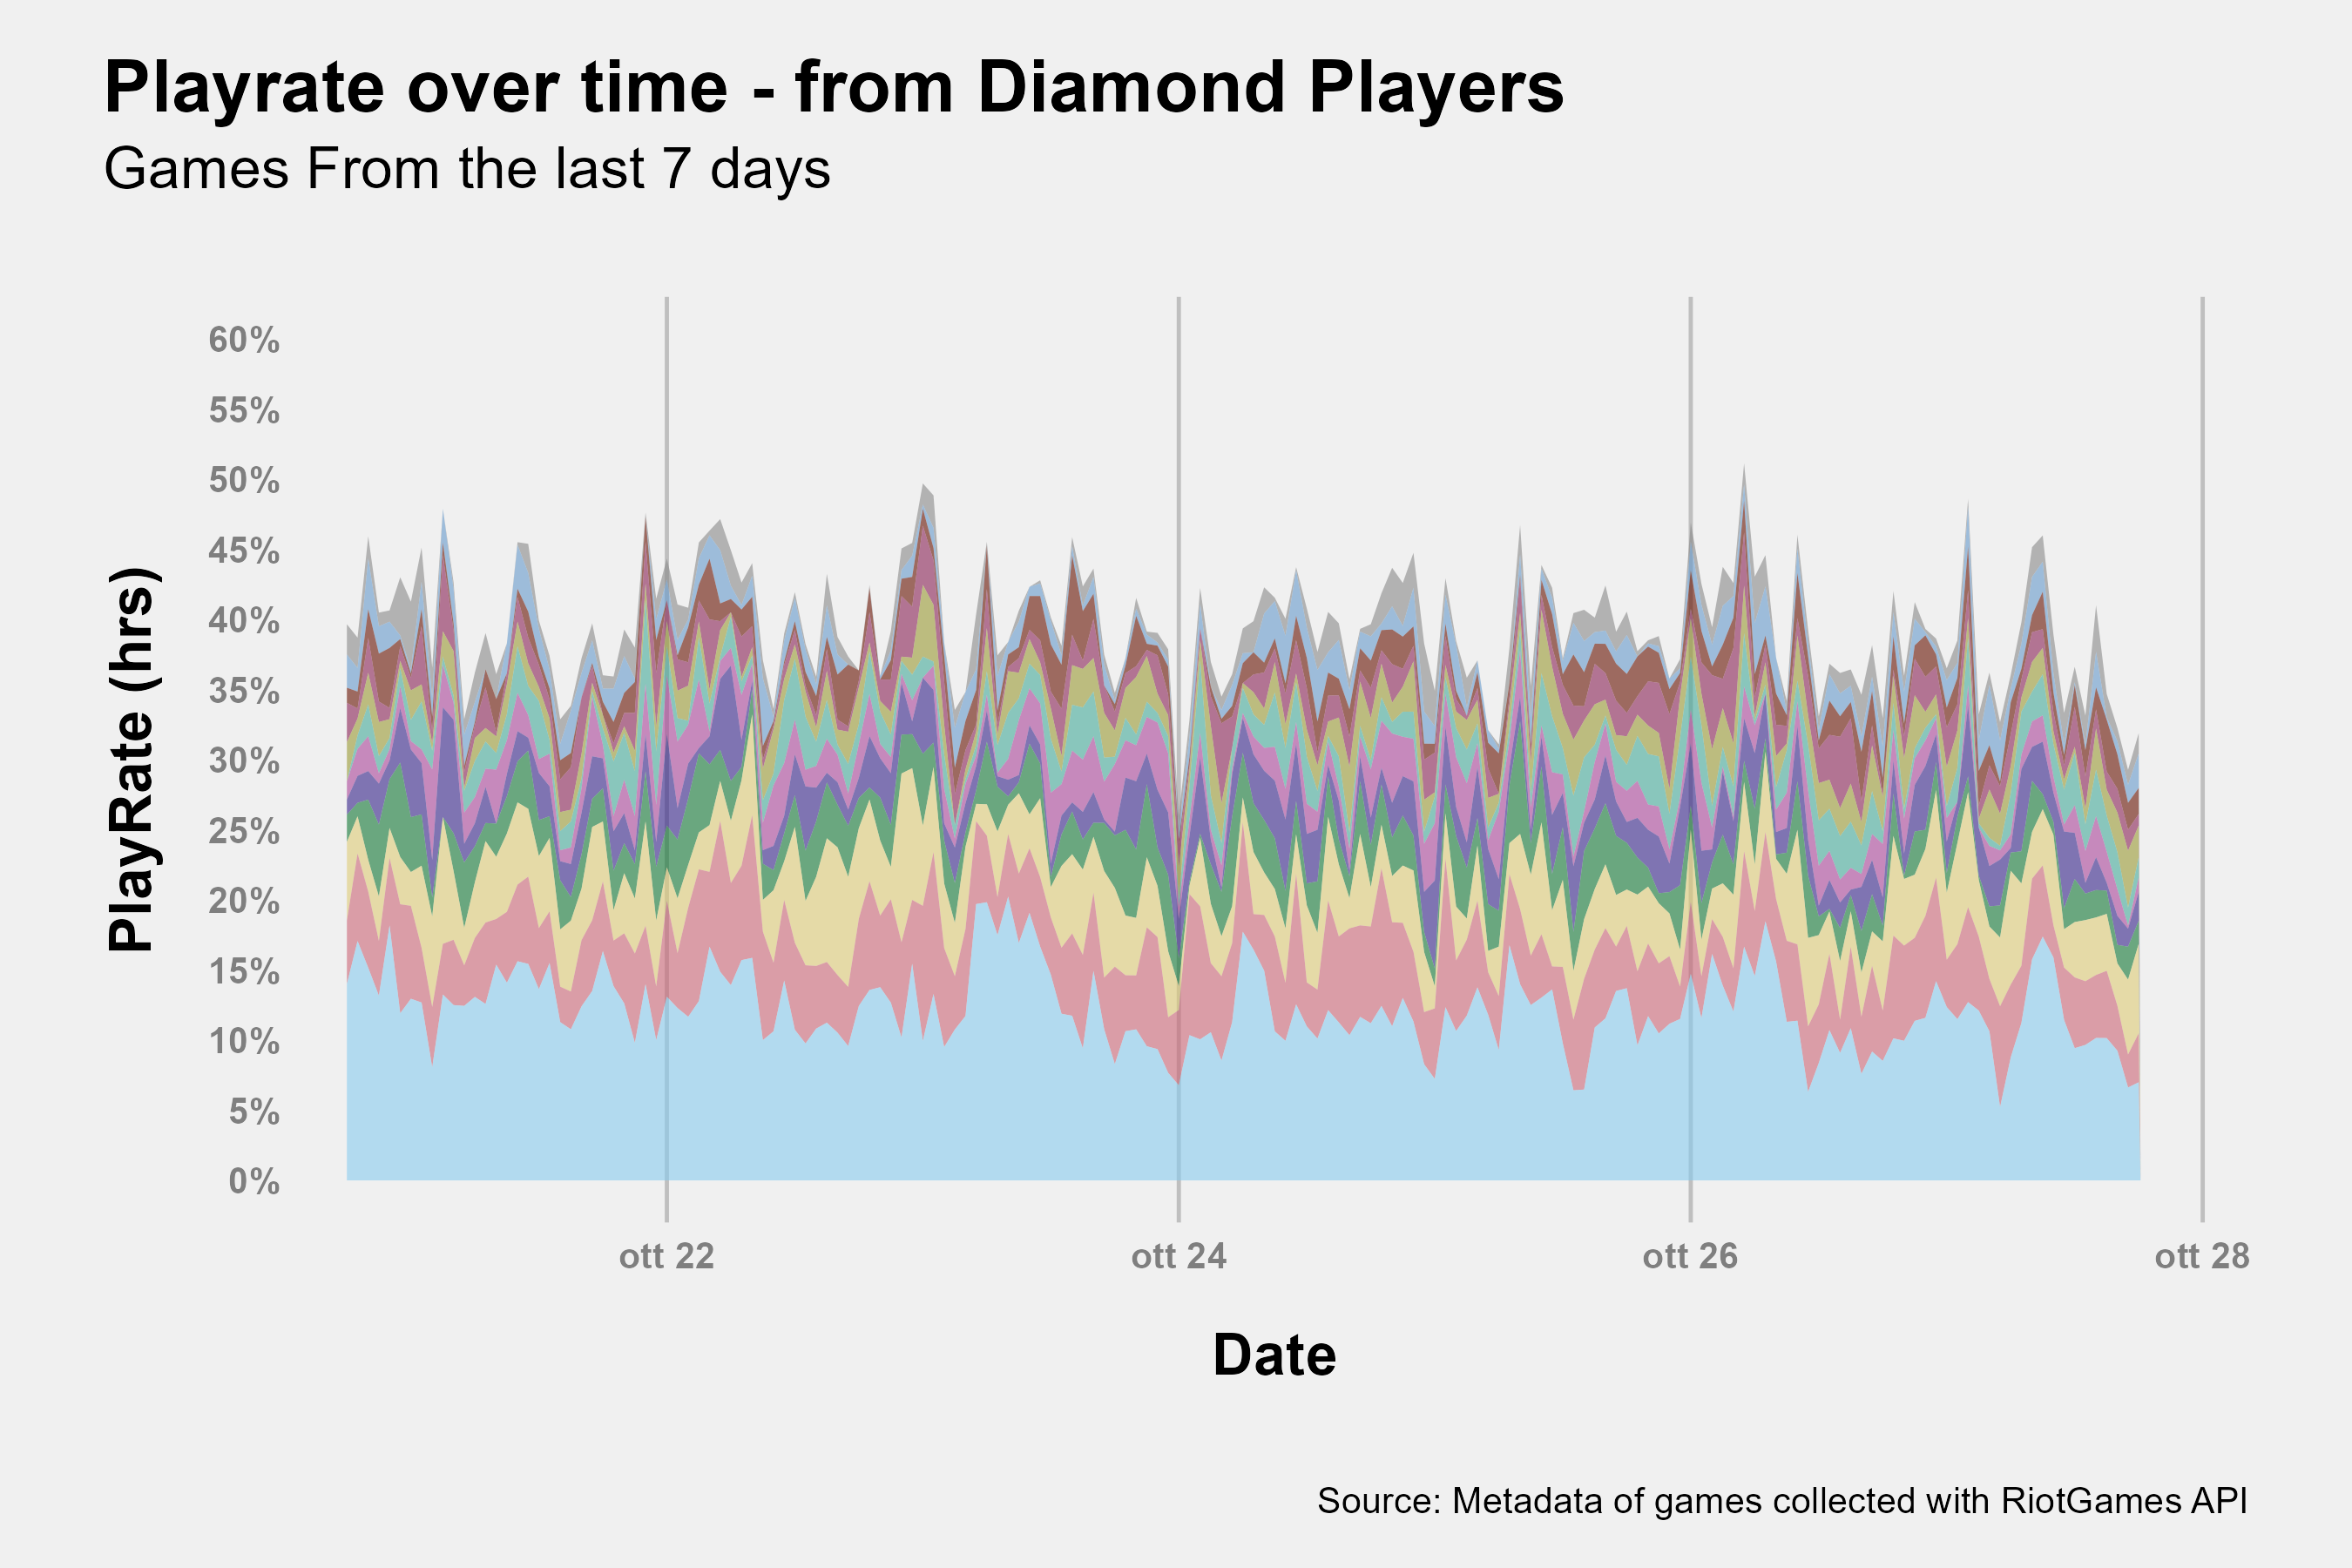 Playrate over time - from Diamond Players
Games From the last 7 days
PlayRate (hrs)
60%
55%
50%
45%
40%
35%
30%
25%
20%
15%
10%
5%
0%
ott 22
ott 24
ott 26
ott 28
Date
Source: Metadata of games collected with RiotGames API